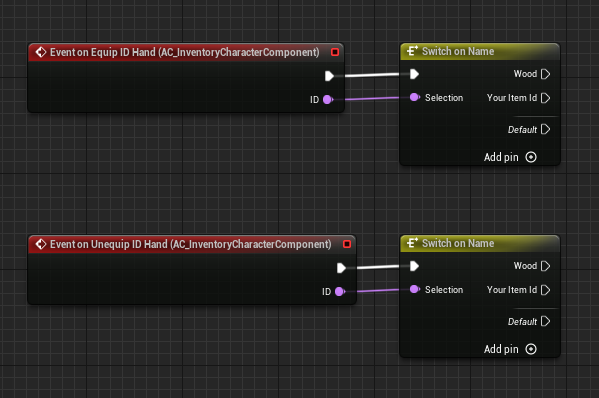 Event on Equip ID Hand (AC_InventoryCharacterComponent)
ID
Switch on Name
Wood
Selection
Your Item Id
Default
Add pin
Event on Unequip ID Hand (AC_InventoryCharacterComponent)
ID
Switch on Name
Wood
Selection
Your Item Id
Default
Add pin